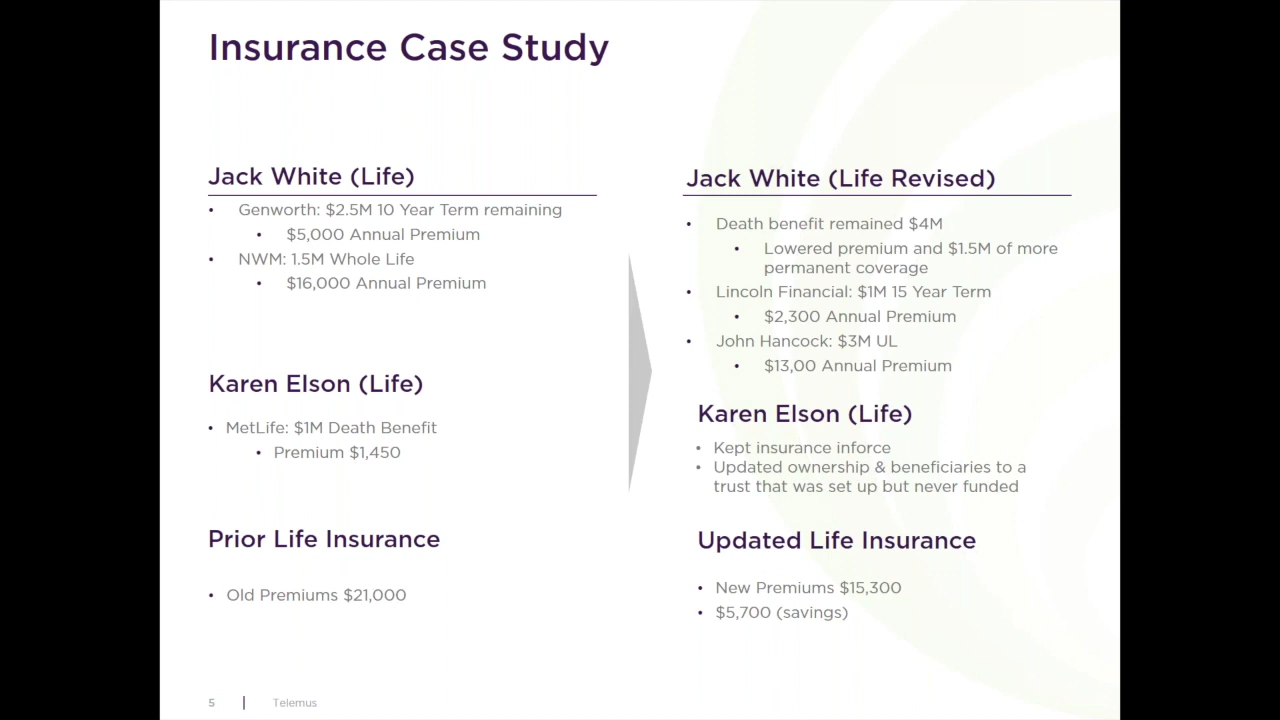 Insurance Case Study
Jack White (Life)
• Genworth: $2.5M 10 Year Term remaining
• $5,000 Annual Premium
• NWM: 1.5M Whole Life
• $16,000 Annual Premium
Karen Elson (Life)
• MetLife: $1M Death Benefit
• Premium $1,450
Prior Life Insurance
• Old Premiums $21,000
Jack White (Life Revised)
• Death benefit remained $4M
• Lowered premium and $1.5M of more
permanent coverage
• Lincoln Financial: $1M 15 Year Term
• $2,300 Annual Premium
• John Hancock: $3M UL
• $13,00 Annual Premium
Karen Elson (Life)
• Kept insurance inforce
• Updated ownership & beneficiaries to a
trust that was set up but never funded
Updated Life Insurance
• New Premiums $15,300
• $5,700 (savings)
5 | Telemus